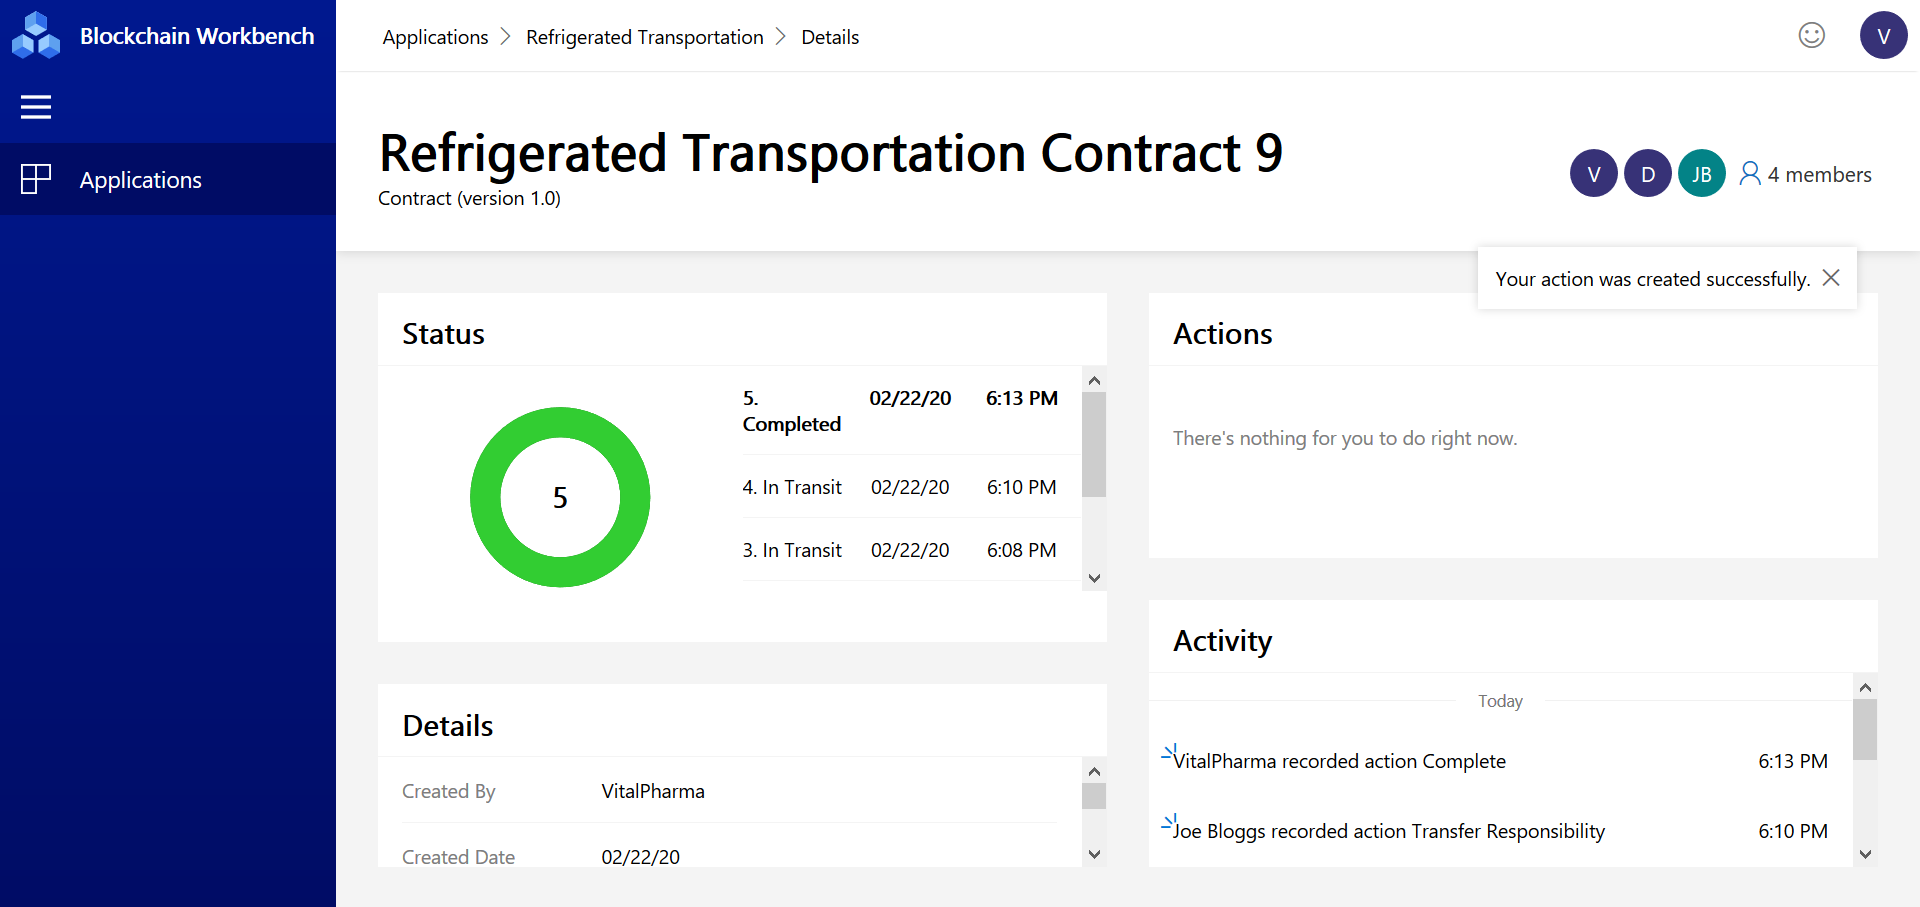 Blockchain Workbench
Applications
Applications > Refrigerated Transportation > Details
V
Refrigerated Transportation Contract 9
Contract (version 1.0)
V D JB 4 members
Your action was created successfully.
Status
5
5. Completed 02/22/20 6:13 PM
4. In Transit 02/22/20 6:10 PM
3. In Transit 02/22/20 6:08 PM
Actions
There's nothing for you to do right now.
Details
Created By VitalPharma
Created Date 02/22/20
Activity
Today
VitalPharma recorded action Complete 6:13 PM
Joe Bloggs recorded action Transfer Responsibility 6:10 PM